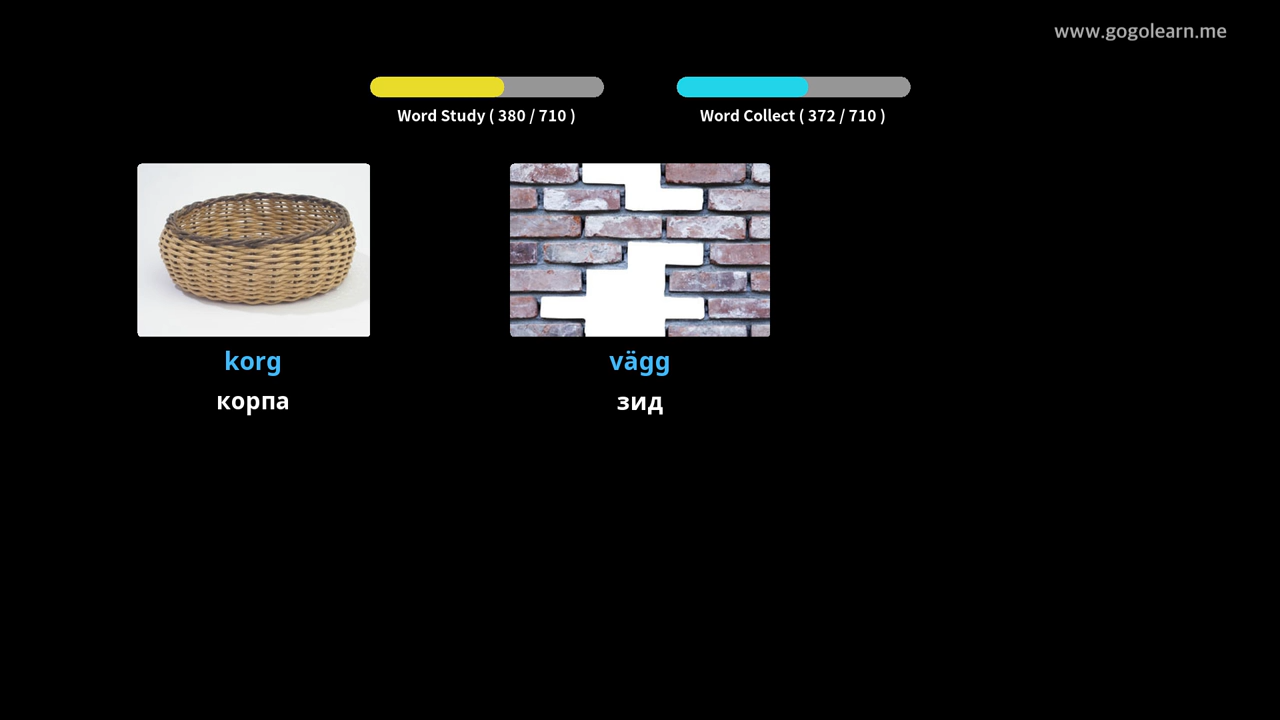 www.gogolearn.me
Word Study ( 380 / 710 )
Word Collect ( 372 / 710 )
korg
vägg
корпа
зид